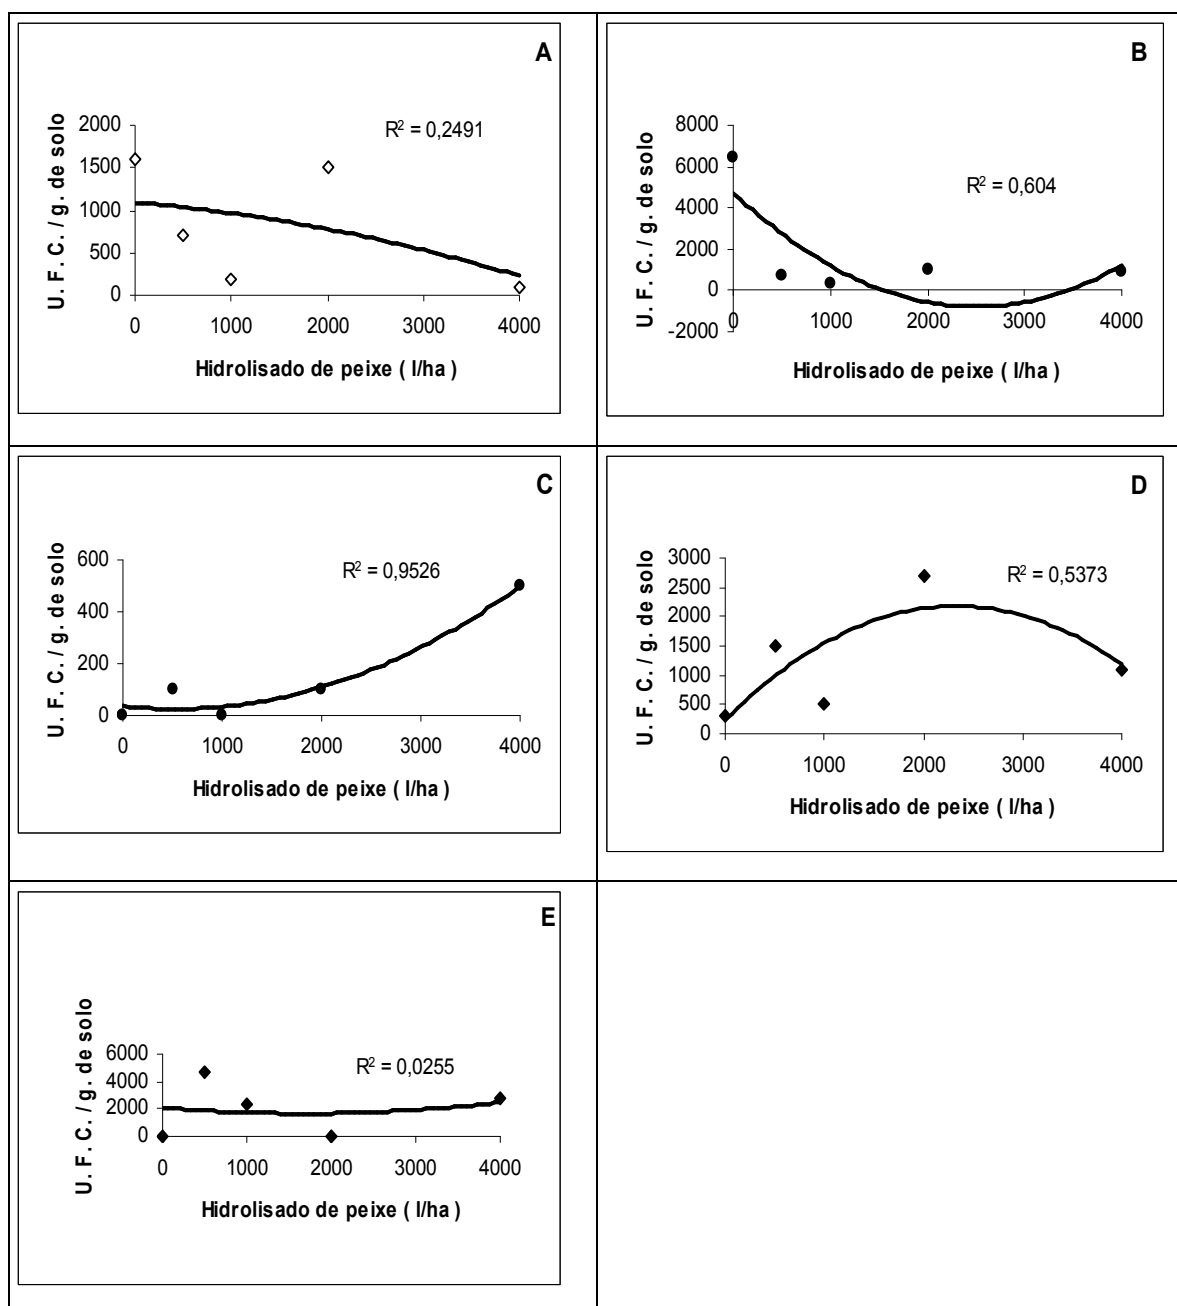 A
R² = 0,2491
U. F. C. / g. de solo
2000
1500
1000
500
0
0 1000 2000 3000 4000
Hidrolisado de peixe ( l/ha )
B
R² = 0,604
U. F. C. / g. de solo
8000
6000
4000
2000
0
-2000
0 1000 2000 3000 4000
Hidrolisado de peixe ( l/ha )
C
R² = 0,9526
U. F. C. / g. de solo
600
400
200
0
0 1000 2000 3000 4000
Hidrolisado de peixe ( l/ha )
D
R² = 0,5373
U. F. C. / g. de solo
3000
2500
2000
1500
1000
500
0
0 1000 2000 3000 4000
Hidrolisado de peixe ( l/ha )
E
R² = 0,0255
U. F. C. / g. de solo
6000
4000
2000
0
0 1000 2000 3000 4000
Hidrolisado de peixe ( l/ha )